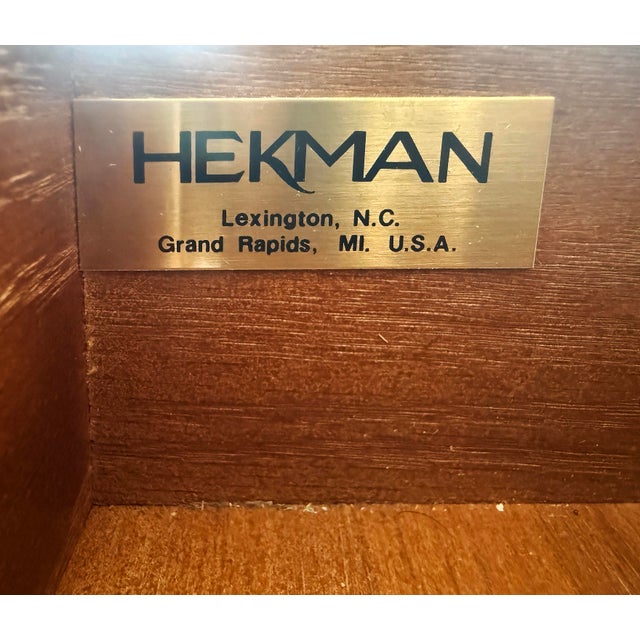 HEKMAN
Lexington, N.C.
Grand Rapids, MI. U.S.A.